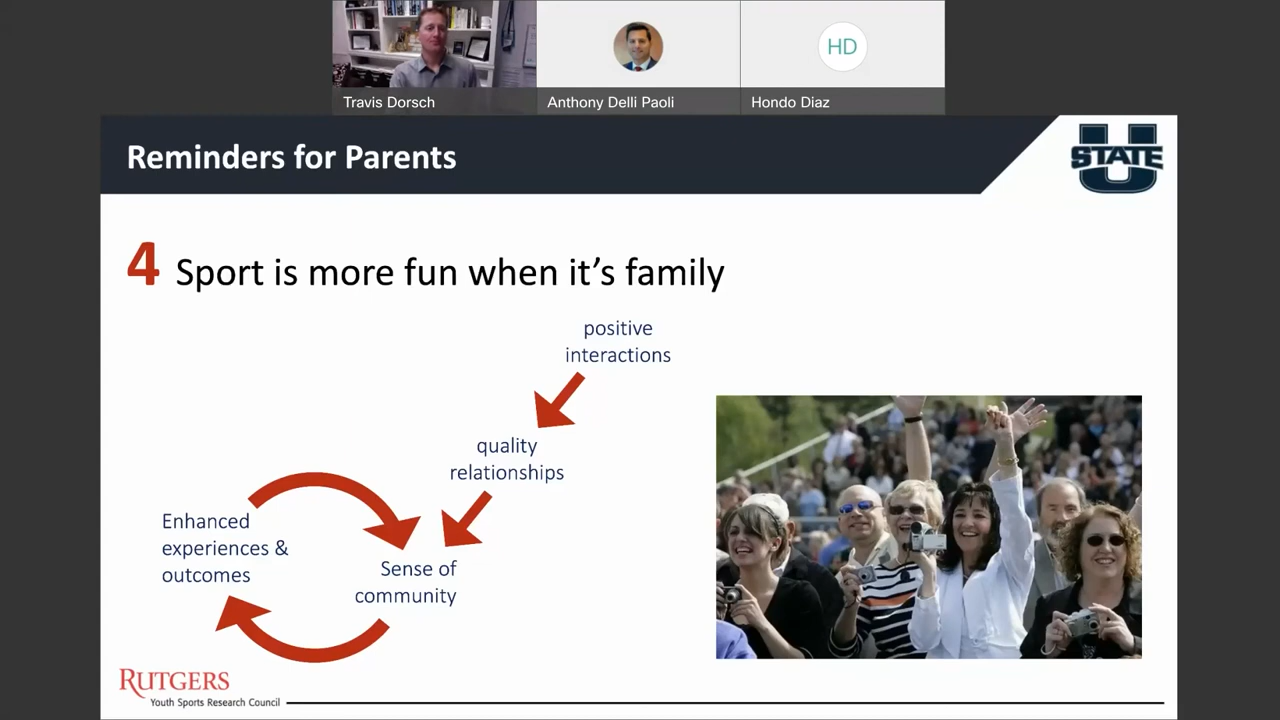 Travis Dorsch
Anthony Delli Paoli
HD
Hondo Diaz
Reminders for Parents
U
STATE
4 Sport is more fun when it's family
positive
interactions
quality
relationships
Enhanced
experiences &
outcomes
Sense of
community
RUTGERS
Youth Sports Research Council